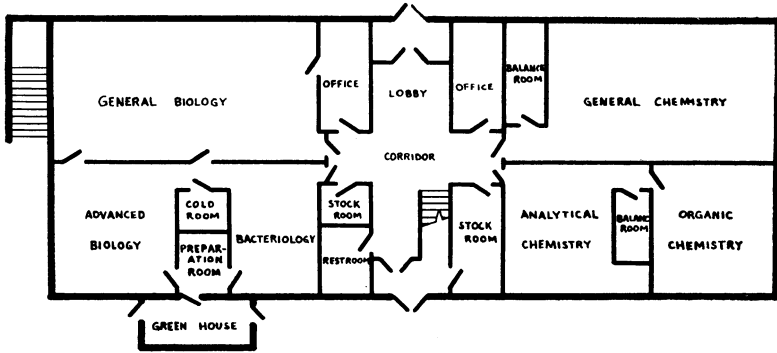 GENERAL BIOLOGY
OFFICE
LOBBY
OFFICE
BALANCE
ROOM
GENERAL CHEMISTRY
CORRIDOR
ADVANCED
BIOLOGY
COLD
ROOM
PREPAR-
ATION
ROOM
BACTERIOLOGY
STOCK
ROOM
RESTROOM
STOCK
ROOM
ANALYTICAL
CHEMISTRY
BALANC
ROOM
ORGANIC
CHEMISTRY
GREEN HOUSE